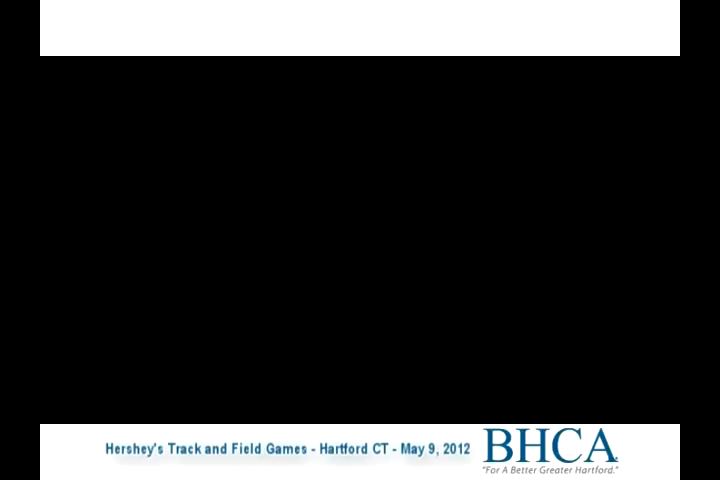 Hershey's Track and Field Games - Hartford CT - May 9, 2012
BHCA
"For A Better Greater Hartford."